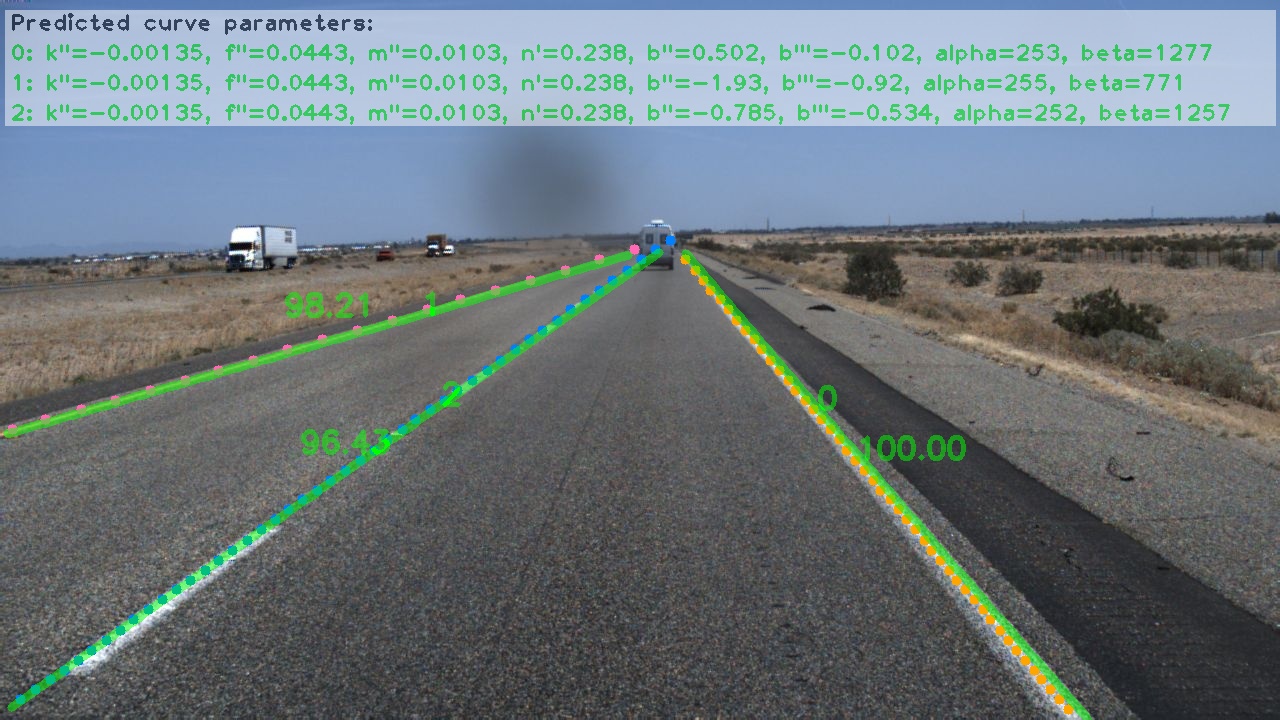 Predicted curve parameters:
0: k''=-0.00135, f''=0.0443, m''=0.0103, n'=0.238, b''=0.502, b'''=-0.102, alpha=253, beta=1277
1: k''=-0.00135, f''=0.0443, m''=0.0103, n'=0.238, b''=-1.93, b'''=-0.92, alpha=255, beta=771
2: k''=-0.00135, f''=0.0443, m''=0.0103, n'=0.238, b''=-0.785, b'''=-0.534, alpha=252, beta=1257
98.21 1
2 0
96.43 100.00